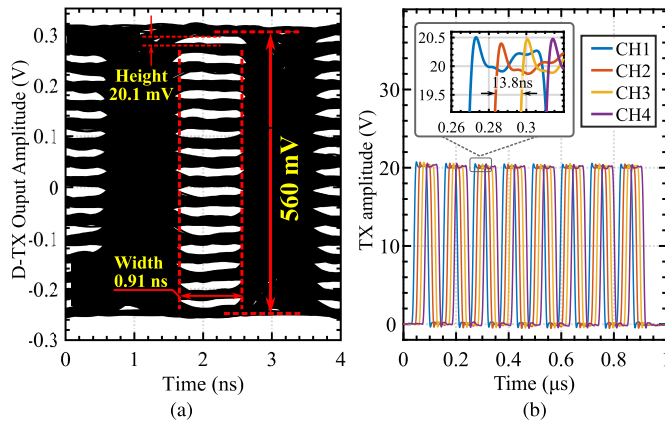 D-TX Ouput Amplitude (V)
0.3
0.2
0.1
0
-0.1
-0.2
-0.3
Height
20.1 mV
560 mV
Width
0.91 ns
0
1
2
3
4
Time (ns)
(a)
TX amplitude (V)
40
30
20
10
0
20.5
20
19.1
13.8ns
0.26
0.28
0.3
CH1
CH2
CH3
CH4
0
0.2
0.4
0.6
0.8
1
Time (μs)
(b)